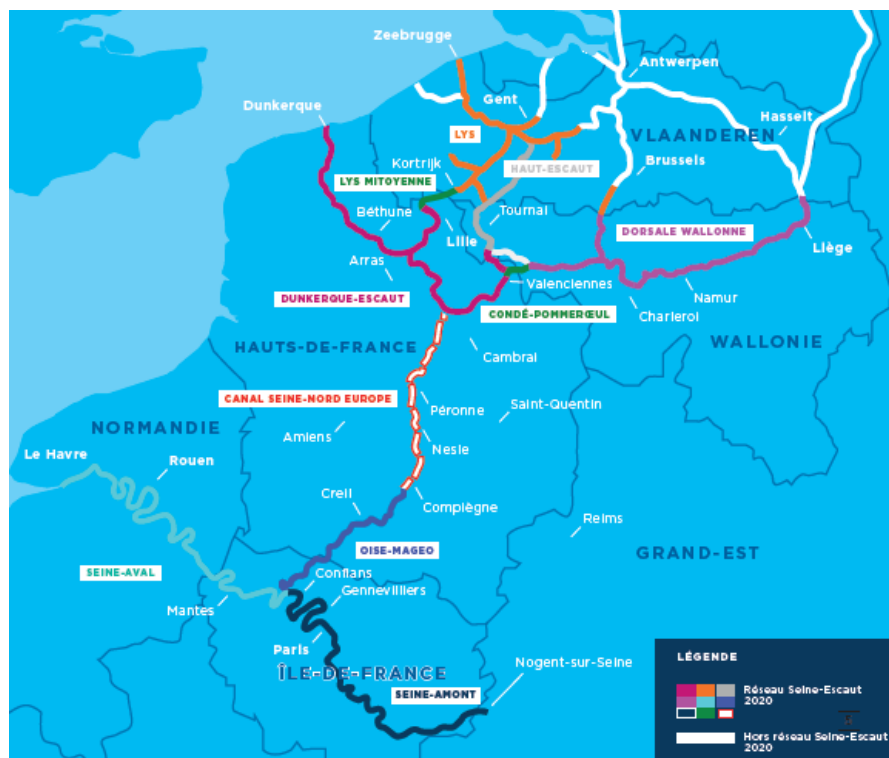 Zeebrugge
Antwerpen
Dunkerque
Gent
Hasselt
LYS
VLAANDEREN
Kortrijk
HAUT-ESCAUT
Brussels
LYS MITOYENNE
Béthune
Tournai
DORSALE WALLONNE
Lille
Liège
Arras
Valenciennes
Namur
DUNKERQUE-ESCAUT
CONDÉ-POMMERŒUL
Charleroi
HAUTS-DE-FRANCE
WALLONIE
Cambrai
CANAL SEINE-NORD EUROPE
Péronne
Saint-Quentin
NORMANDIE
Amiens
Nesle
Le Havre
Rouen
Creil
Compiègne
Reims
OISE-MAGEO
GRAND-EST
SEINE-AVAL
Conflans
Gennevilliers
Mantes
Paris
Nogent-sur-Seine
ÎLE-DE-FRANCE
SEINE-AMONT
LÉGENDE
Réseau Seine-Escaut
2020
Hors réseau Seine-Escaut
2020